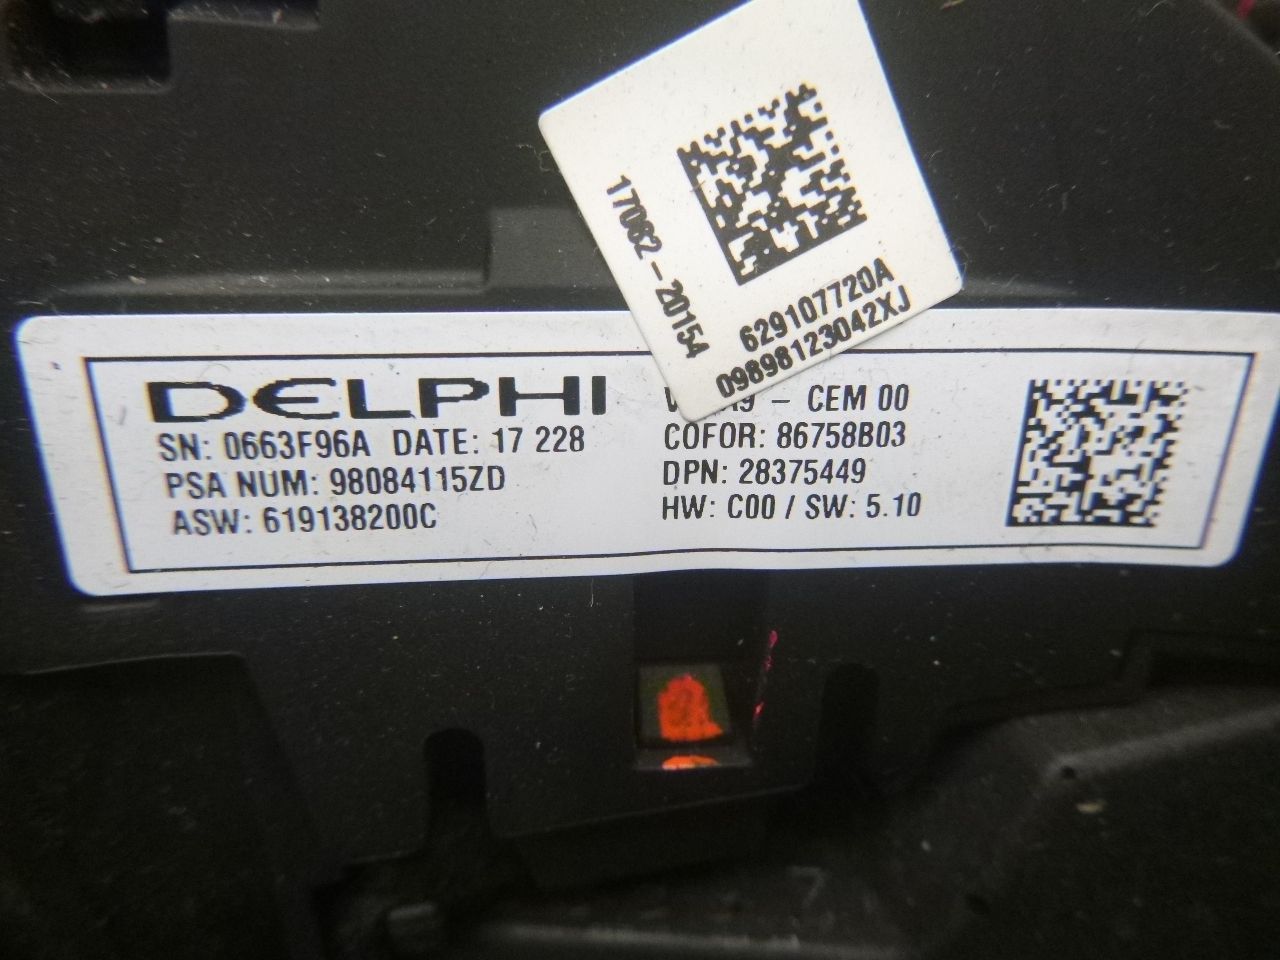 17082-20154
629107720A
09898123042XJ
DELPHI
SN: 0663F96A DATE: 17 228
PSA NUM: 98084115ZD
ASW: 619138200C
- CEM 00
COFOR: 86758B03
DPN: 28375449
HW: C00 / SW: 5.10